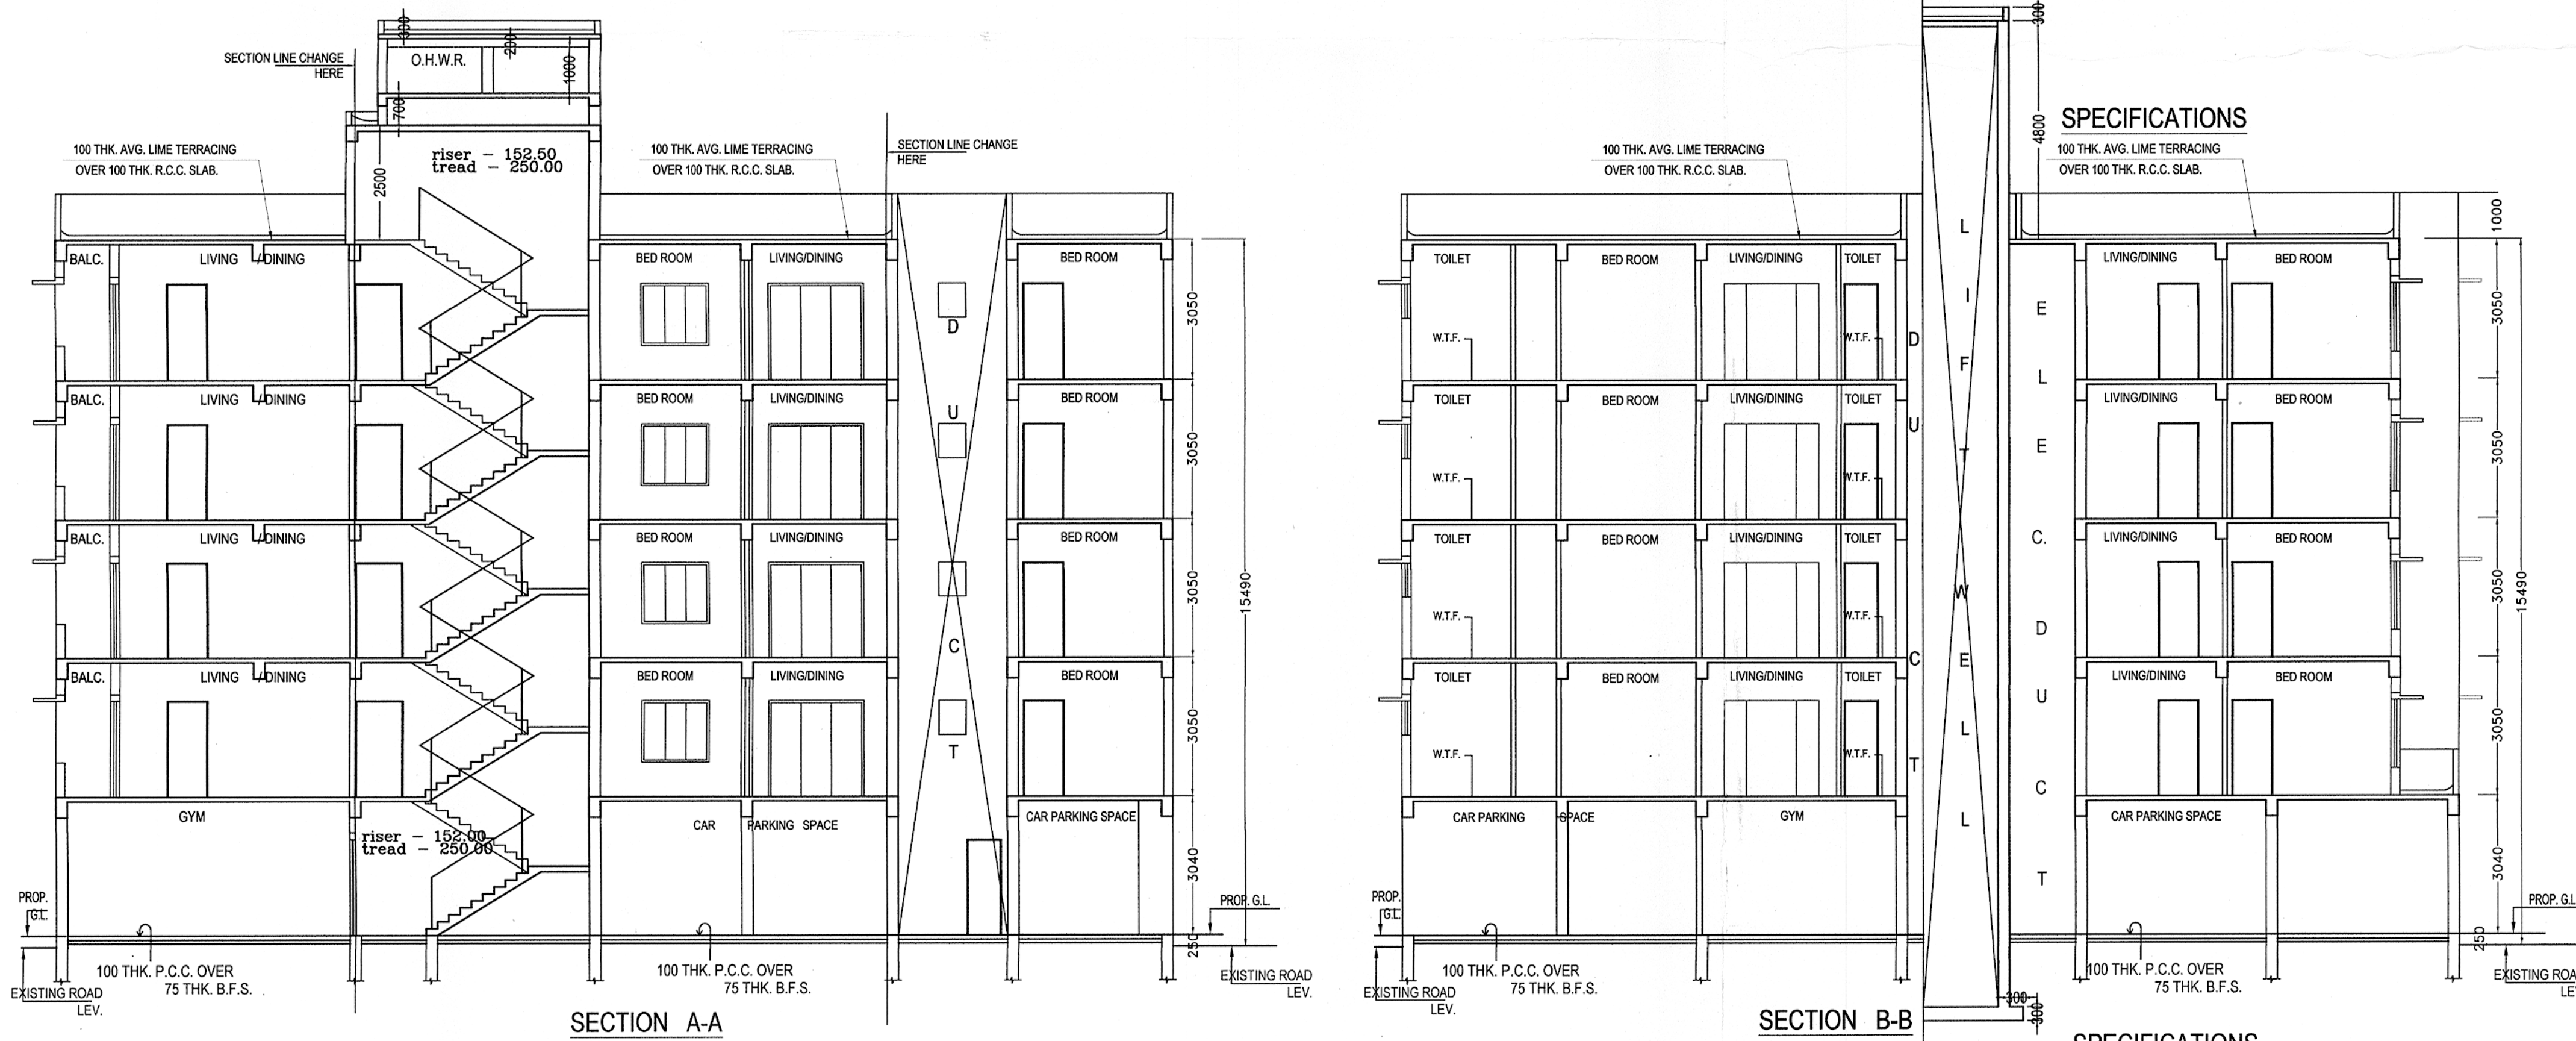 SECTION LINE CHANGE
HERE
300
200
O.H.W.R.
1000
700
100 THK. AVG. LIME TERRACING
OVER 100 THK. R.C.C. SLAB.
2500
riser - 152.50
tread - 250.00
100 THK. AVG. LIME TERRACING
OVER 100 THK. R.C.C. SLAB.
SECTION LINE CHANGE
HERE
BALC. LIVING /DINING BED ROOM LIVING/DINING BED ROOM
D
3050
BALC. LIVING /DINING BED ROOM LIVING/DINING BED ROOM
U
3050
BALC. LIVING /DINING BED ROOM LIVING/DINING BED ROOM
3050
15490
C
BALC. LIVING /DINING BED ROOM LIVING/DINING BED ROOM
T
3050
GYM CAR PARKING SPACE CAR PARKING SPACE
riser - 152.00
tread - 250.00
3040
PROP.
G.L.
PROP. G.L.
250
100 THK. P.C.C. OVER
75 THK. B.F.S.
100 THK. P.C.C. OVER
75 THK. B.F.S.
EXISTING ROAD
LEV.
EXISTING ROAD
LEV.
SECTION A-A
300
4800
SPECIFICATIONS
100 THK. AVG. LIME TERRACING
OVER 100 THK. R.C.C. SLAB.
100 THK. AVG. LIME TERRACING
OVER 100 THK. R.C.C. SLAB.
1000
LIFT WELL
DUCT
ELEC. DUCT
TOILET BED ROOM LIVING/DINING TOILET LIVING/DINING BED ROOM
W.T.F. W.T.F.
3050
TOILET BED ROOM LIVING/DINING TOILET LIVING/DINING BED ROOM
W.T.F. W.T.F.
3050
TOILET BED ROOM LIVING/DINING TOILET LIVING/DINING BED ROOM
W.T.F. W.T.F.
3050
15490
TOILET BED ROOM LIVING/DINING TOILET LIVING/DINING BED ROOM
W.T.F. W.T.F.
3050
CAR PARKING SPACE GYM CAR PARKING SPACE
3040
PROP.
G.L.
PROP. G.L
250
100 THK. P.C.C. OVER
75 THK. B.F.S.
100 THK. P.C.C. OVER
75 THK. B.F.S.
EXISTING ROAD
LEV.
EXISTING ROA
LE
300
300
SECTION B-B
SPECIFICATIONS